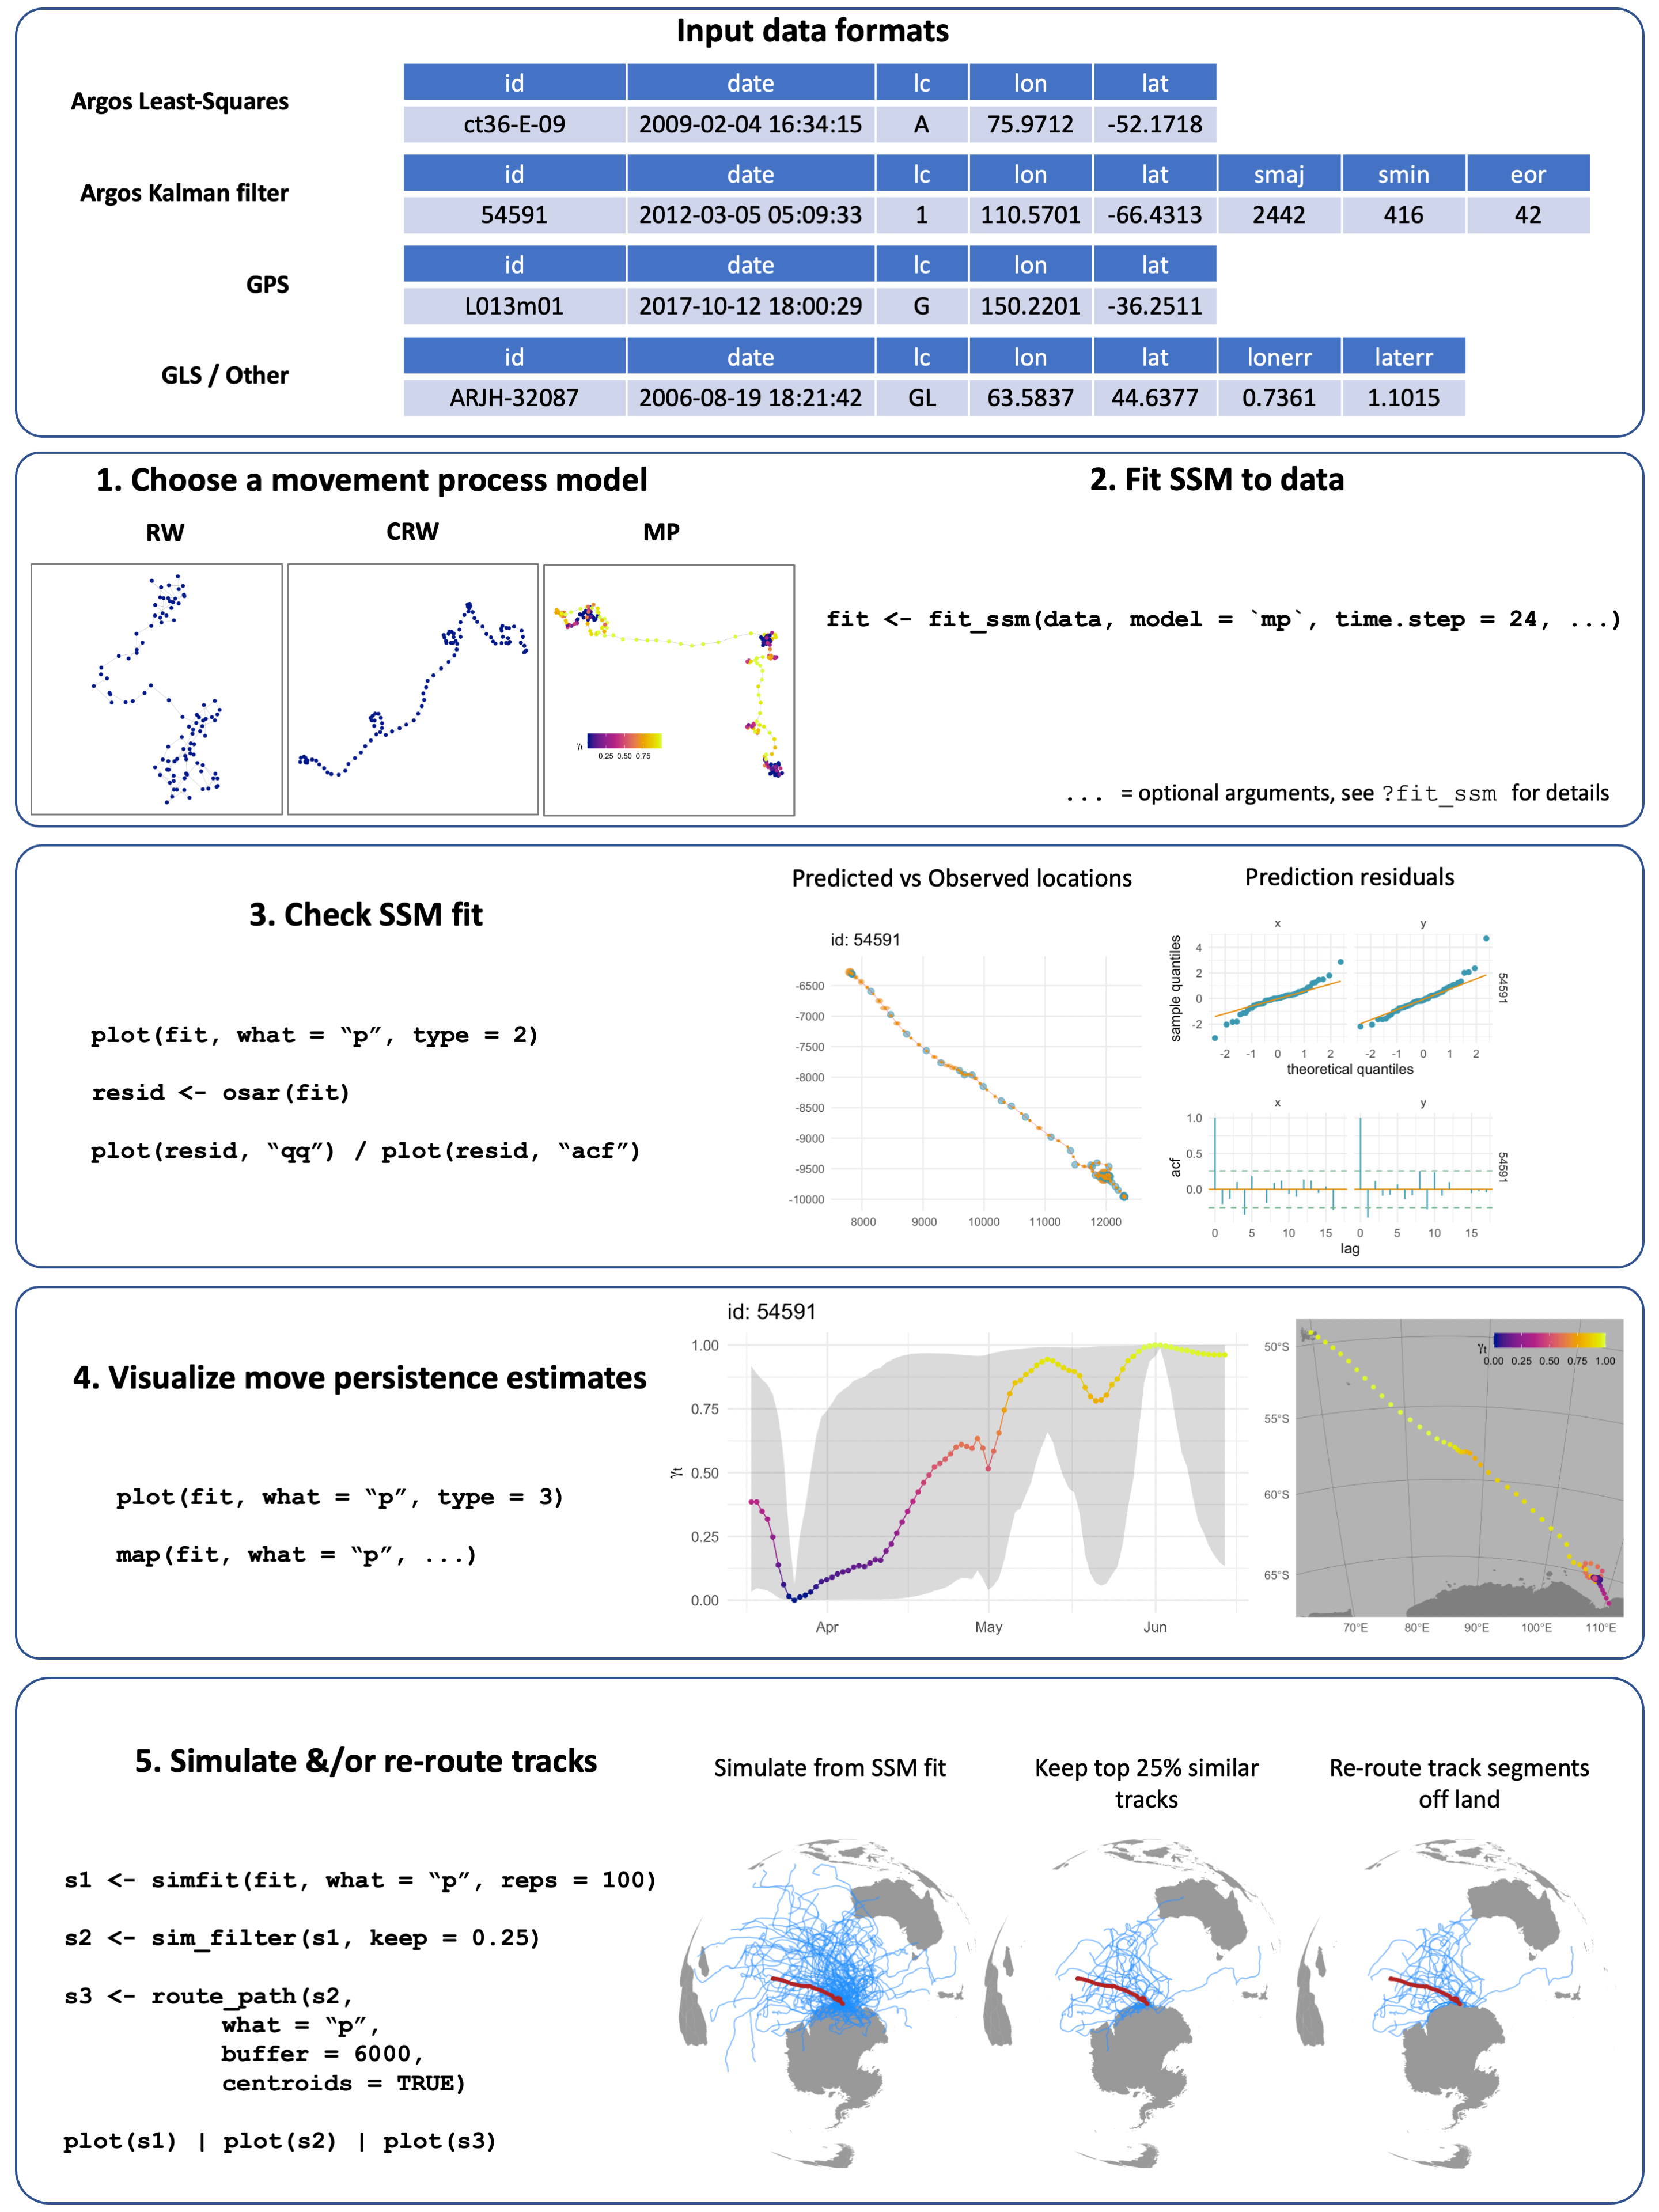 Input data formats
Argos Least-Squares
id date lc lon lat
ct36-E-09 2009-02-04 16:34:15 A 75.9712 -52.1718
Argos Kalman filter
id date lc lon lat smaj smin eor
54591 2012-03-05 05:09:33 1 110.5701 -66.4313 2442 416 42
GPS
id date lc lon lat
L013m01 2017-10-12 18:00:29 G 150.2201 -36.2511
GLS / Other
id date lc lon lat lonerr laterr
ARJH-32087 2006-08-19 18:21:42 GL 63.5837 44.6377 0.7361 1.1015
1. Choose a movement process model
RW CRW MP
γt
0.25 0.50 0.75
2. Fit SSM to data
fit <- fit_ssm(data, model = `mp`, time.step = 24, ...)
... = optional arguments, see ?fit_ssm for details
3. Check SSM fit
plot(fit, what = “p”, type = 2)
resid <- osar(fit)
plot(resid, “qq”) / plot(resid, “acf”)
Predicted vs Observed locations
id: 54591
-6500
-7000
-7500
-8000
-8500
-9000
-9500
-10000
8000 9000 10000 11000 12000
Prediction residuals
x y
sample quantiles
4
2
0
-2
54591
-2 -1 0 1 2 -2 -1 0 1 2
theoretical quantiles
x y
acf
1.0
0.5
0.0
54591
0 5 10 15 0 5 10 15
lag
4. Visualize move persistence estimates
plot(fit, what = “p”, type = 3)
map(fit, what = “p”, ...)
id: 54591
γt
1.00
0.75
0.50
0.25
0.00
Apr May Jun
γt
0.00 0.25 0.50 0.75 1.00
50°S
55°S
60°S
65°S
70°E 80°E 90°E 100°E 110°E
5. Simulate &/or re-route tracks
s1 <- simfit(fit, what = “p”, reps = 100)
s2 <- sim_filter(s1, keep = 0.25)
s3 <- route_path(s2,
what = “p”,
buffer = 6000,
centroids = TRUE)
plot(s1) | plot(s2) | plot(s3)
Simulate from SSM fit
Keep top 25% similar
tracks
Re-route track segments
off land